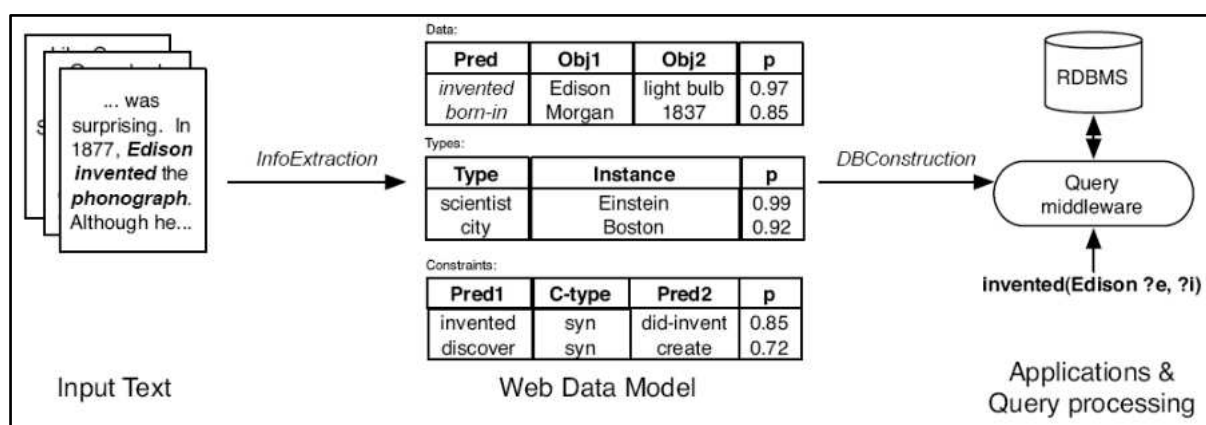 ... was
surprising. In
1877, Edison
invented the
phonograph.
Although he...
InfoExtraction
Data:
Pred Obj1 Obj2 p
invented Edison light bulb 0.97
born-in Morgan 1837 0.85
Types:
Type Instance p
scientist Einstein 0.99
city Boston 0.92
Constraints:
Pred1 C-type Pred2 p
invented syn did-invent 0.85
discover syn create 0.72
DBConstruction
RDBMS
Query
middleware
invented(Edison ?e, ?i)
Input Text
Web Data Model
Applications &
Query processing